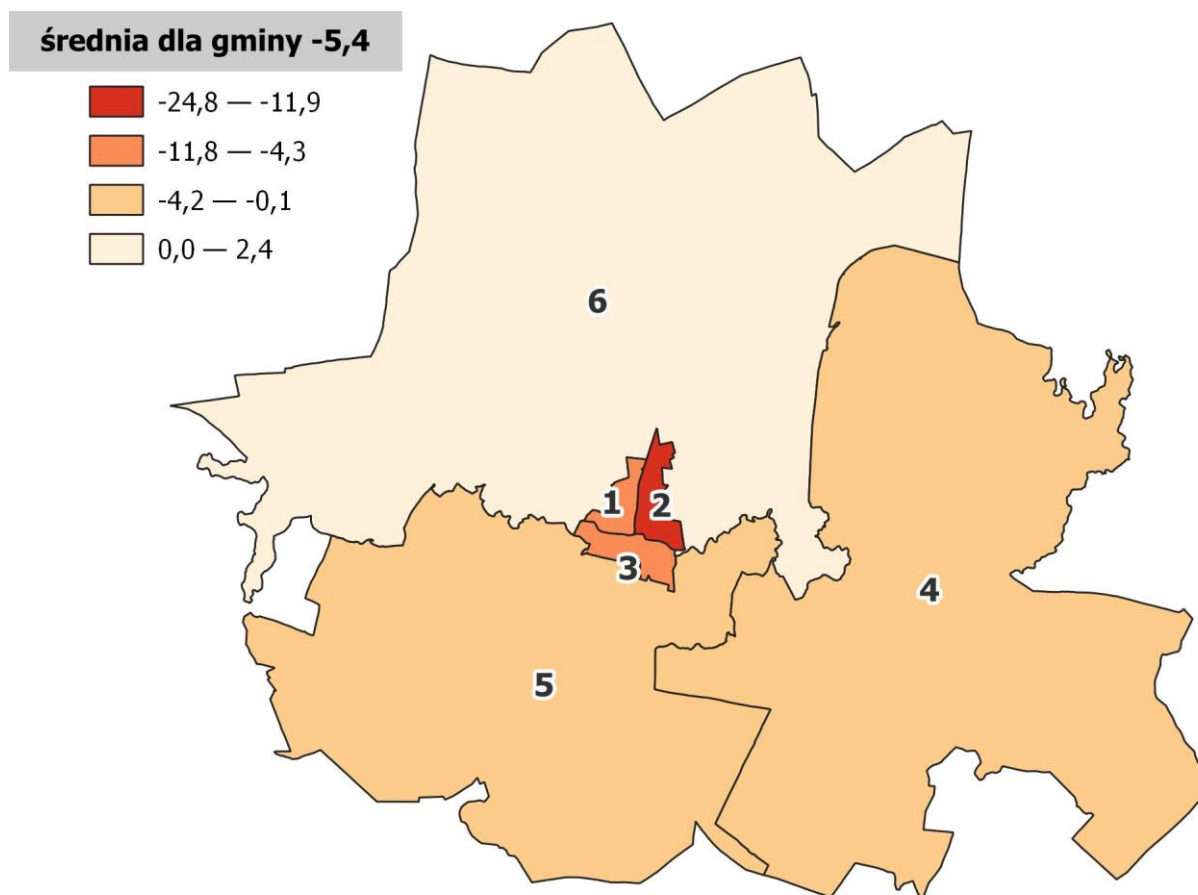 średnia dla gminy -5,4
-24,8 — -11,9
-11,8 — -4,3
-4,2 — -0,1
0,0 — 2,4
6
1
2
3
4
5